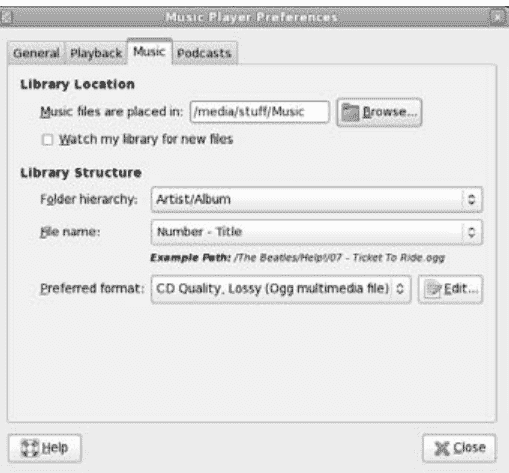 Music Player Preferences
General Playback Music Podcasts
Library Location
Music files are placed in: /media/stuff/Music Browse...
Watch my library for new files
Library Structure
Folder hierarchy: Artist/Album
File name: Number - Title
Example Path: /The Beatles/Help!/07 - Ticket To Ride.ogg
Preferred format: CD Quality, Lossy (Ogg multimedia file) Edit...
Help Close